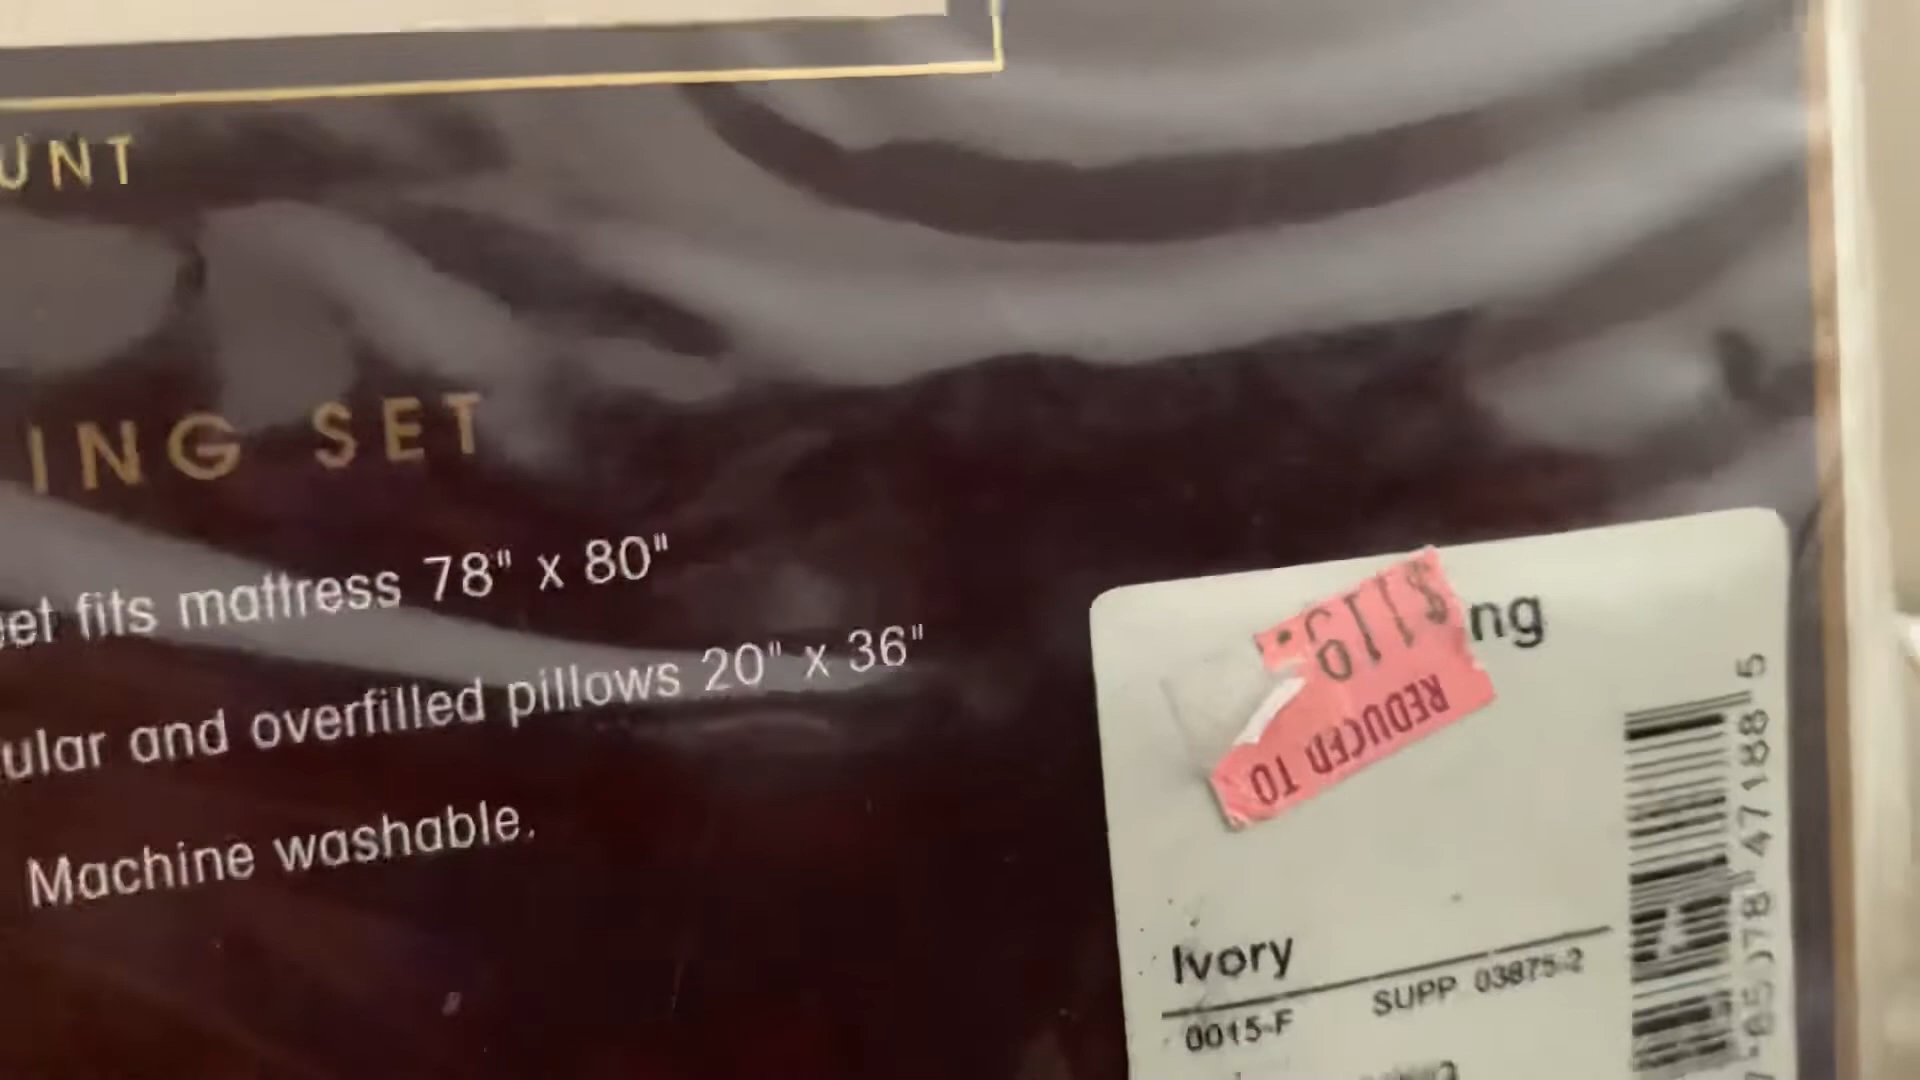 UNT
ING SET
et fits mattress 78" x 80"
ular and overfilled pillows 20" x 36"
Machine washable.
ng
REDUCED TO
$119.
Ivory
SUPP 03875-2
0015-F
85078 47188 5